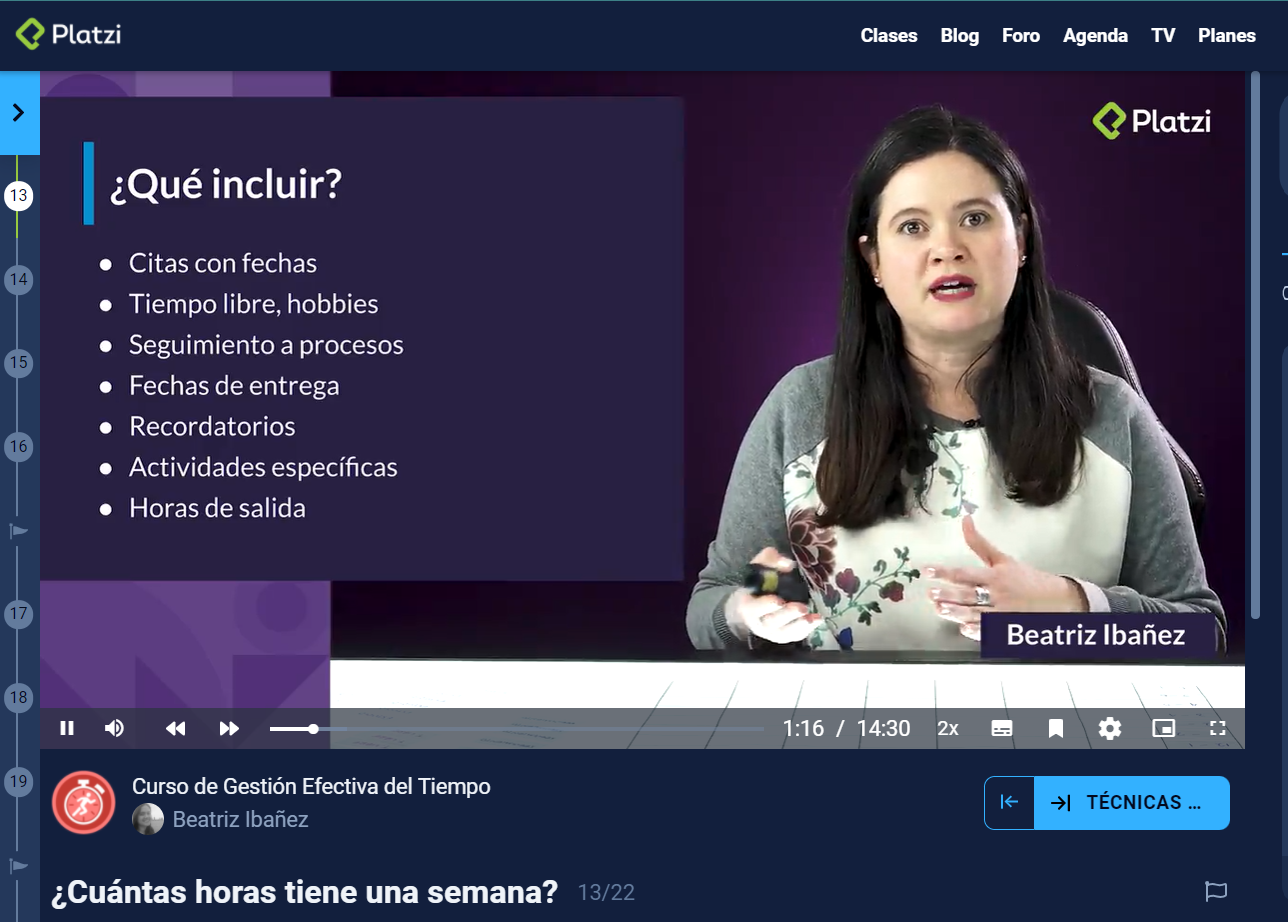 Platzi
Clases Blog Foro Agenda TV Planes
Platzi
¿Qué incluir?
● Citas con fechas
● Tiempo libre, hobbies
● Seguimiento a procesos
● Fechas de entrega
● Recordatorios
● Actividades específicas
● Horas de salida
13
14
15
16
17
18
19
Beatriz Ibañez
1:16 / 14:30 2x
Curso de Gestión Efectiva del Tiempo
Beatriz Ibañez
TÉCNICAS ...
¿Cuántas horas tiene una semana? 13/22